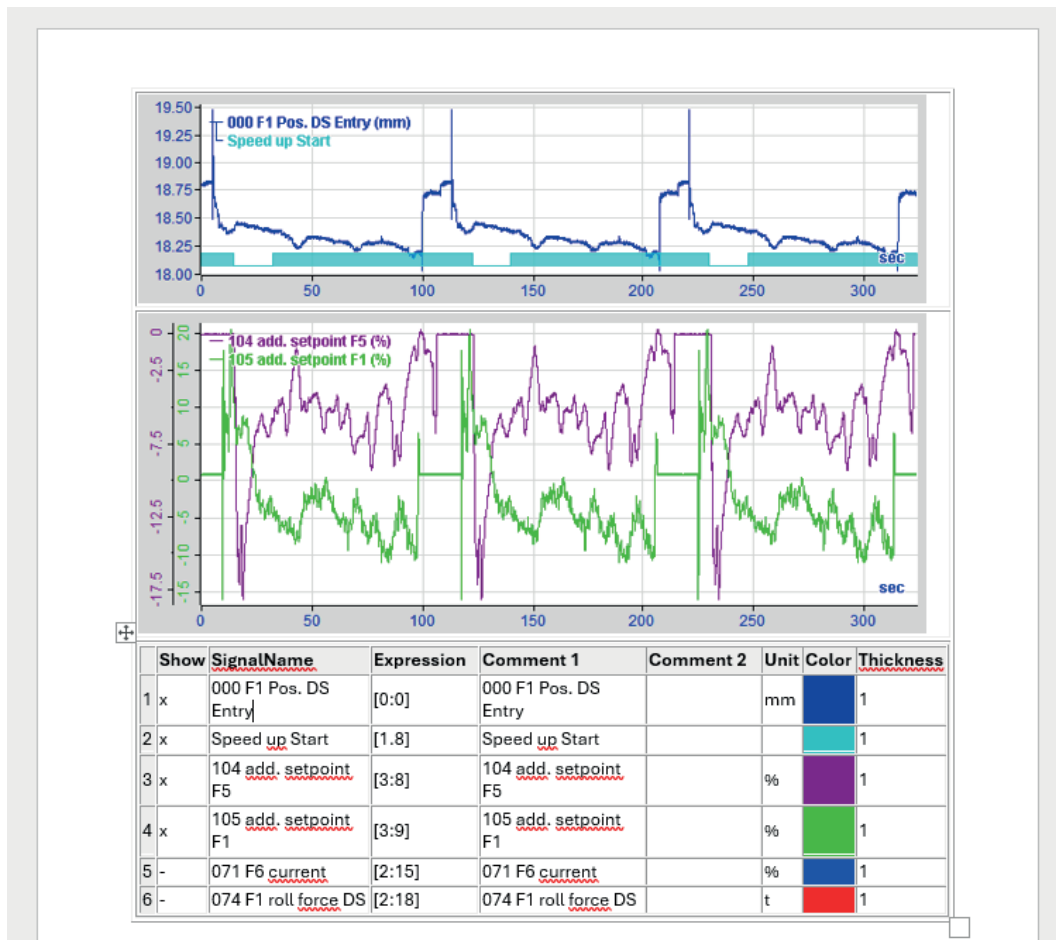 19.50
000 F1 Pos. DS Entry (mm)
19.25
Speed up Start
19.00
18.75
18.50
18.25
sec
18.00
0 50 100 150 200 250 300
0 -2.5 -7.5 -12.5 -17.5
20 15 10 5 0 -5 -10 -15
104 add. setpoint F5 (%)
105 add. setpoint F1 (%)
sec
0 50 100 150 200 250 300
Show SignalName Expression Comment 1 Comment 2 Unit Color Thickness
1 x 000 F1 Pos. DS [0:0] 000 F1 Pos. DS mm 1
Entry Entry
2 x Speed up Start [1.8] Speed up Start 1
3 x 104 add. setpoint [3:8] 104 add. setpoint % 1
F5 F5
4 x 105 add. setpoint [3:9] 105 add. setpoint % 1
F1 F1
5 - 071 F6 current [2:15] 071 F6 current % 1
6 - 074 F1 roll force DS [2:18] 074 F1 roll force DS t 1